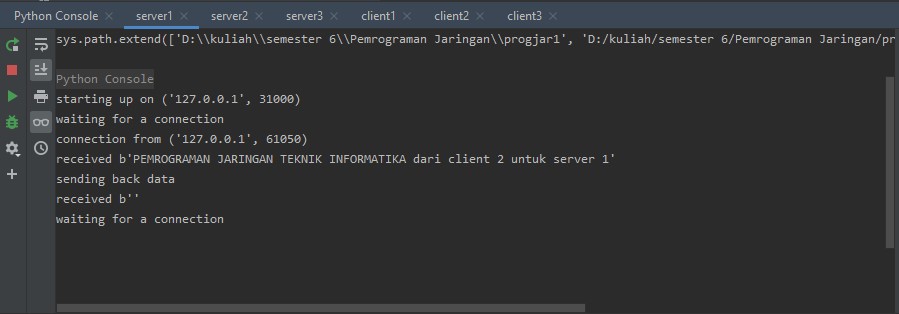 Python Console × server1 × server2 × server3 × client1 × client2 × client3 ×
sys.path.extend(['D:\\kuliah\\semester 6\\Pemrograman Jaringan\\progjar1', 'D:/kuliah/semester 6/Pemrograman Jaringan/pr
Python Console
starting up on ('127.0.0.1', 31000)
waiting for a connection
connection from ('127.0.0.1', 61050)
received b'PEMROGRAMAN JARINGAN TEKNIK INFORMATIKA dari client 2 untuk server 1'
sending back data
received b''
waiting for a connection